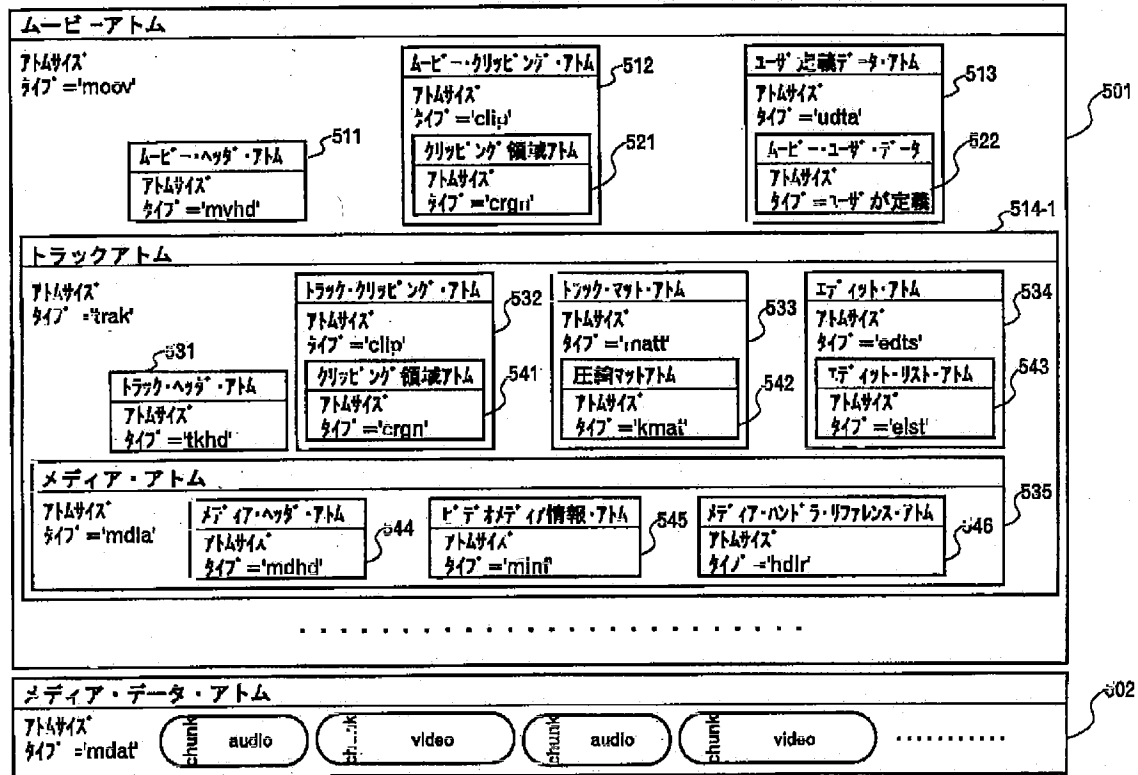 ムービーアトム
アトムサイズ
タイプ='moov'
ムービー・ヘッダ・アトム
511
アトムサイズ
タイプ='mvhd'
ムービー・クリッピング・アトム
512
アトムサイズ
タイプ='clip'
クリッピング領域アトム
521
アトムサイズ
タイプ='crgn'
ユーザ定義データ・アトム
513
アトムサイズ
タイプ='udta'
ムービー・ユーザ・データ
522
アトムサイズ
タイプ=ユーザが定義
501
514-1
トラックアトム
アトムサイズ
タイプ='trak'
531
トラック・ヘッダ・アトム
アトムサイズ
タイプ='tkhd'
トラック・クリッピング・アトム
532
アトムサイズ
タイプ='clip'
クリッピング領域アトム
541
アトムサイズ
タイプ='crgn'
トラック・マット・アトム
533
アトムサイズ
タイプ='matt'
圧縮マットアトム
542
アトムサイズ
タイプ='kmat'
エディット・アトム
534
アトムサイズ
タイプ='edts'
エディット・リスト・アトム
543
アトムサイズ
タイプ='elst'
メディア・アトム
535
アトムサイズ
タイプ='mdia'
メディア・ヘッダ・アトム
544
アトムサイズ
タイプ='mdhd'
ビデオメディア情報・アトム
545
アトムサイズ
タイプ='minf'
メディア・ハンドラ・リファレンス・アトム
546
アトムサイズ
タイプ='hdlr'
メディア・データ・アトム
502
アトムサイズ
タイプ='mdat'
chunk audio
chunk video
chunk audio
chunk video